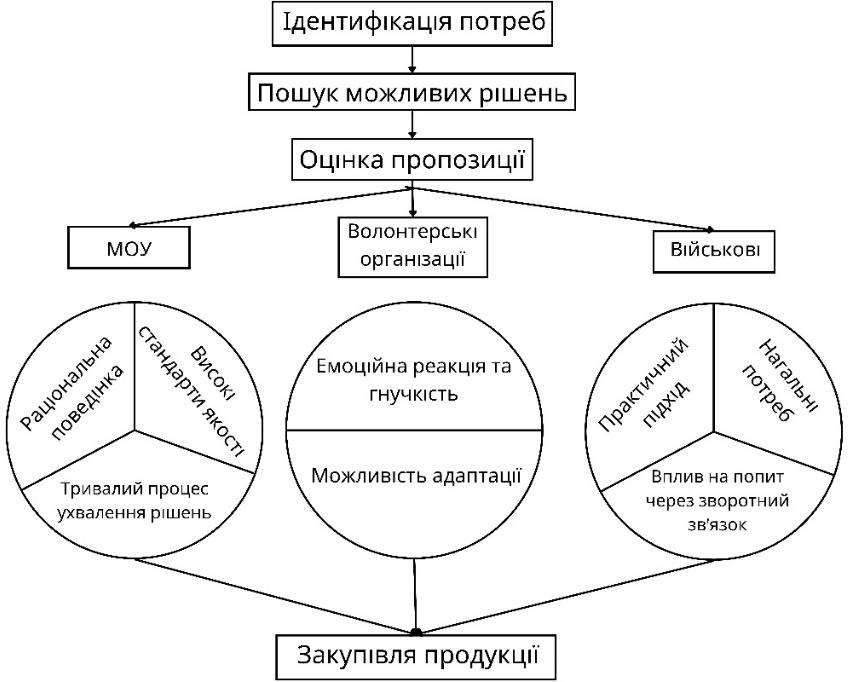 Ідентифікація потреб
Пошук можливих рішень
Оцінка пропозиції
МОУ
Волонтерські
організації
Військові
Раціональна
поведінка
Високі
стандарти якості
Тривалий процес
ухвалення рішень
Емоційна реакція та
гнучкість
Можливість адаптації
Практичний
підхід
Нагальні
потреб
Вплив на попит
через зворотний
зв'язок
Закупівля продукції